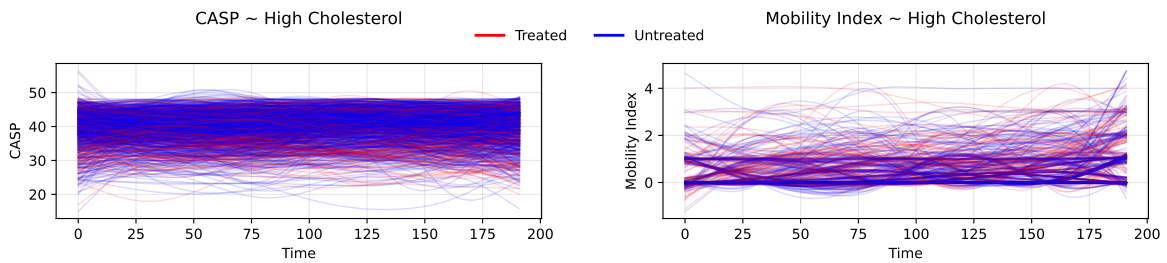 CASP ~ High Cholesterol
Mobility Index ~ High Cholesterol
Treated
Untreated
CASP
50
40
30
20
0 25 50 75 100 125 150 175 200
Time
Mobility Index
4
2
0
0 25 50 75 100 125 150 175 200
Time